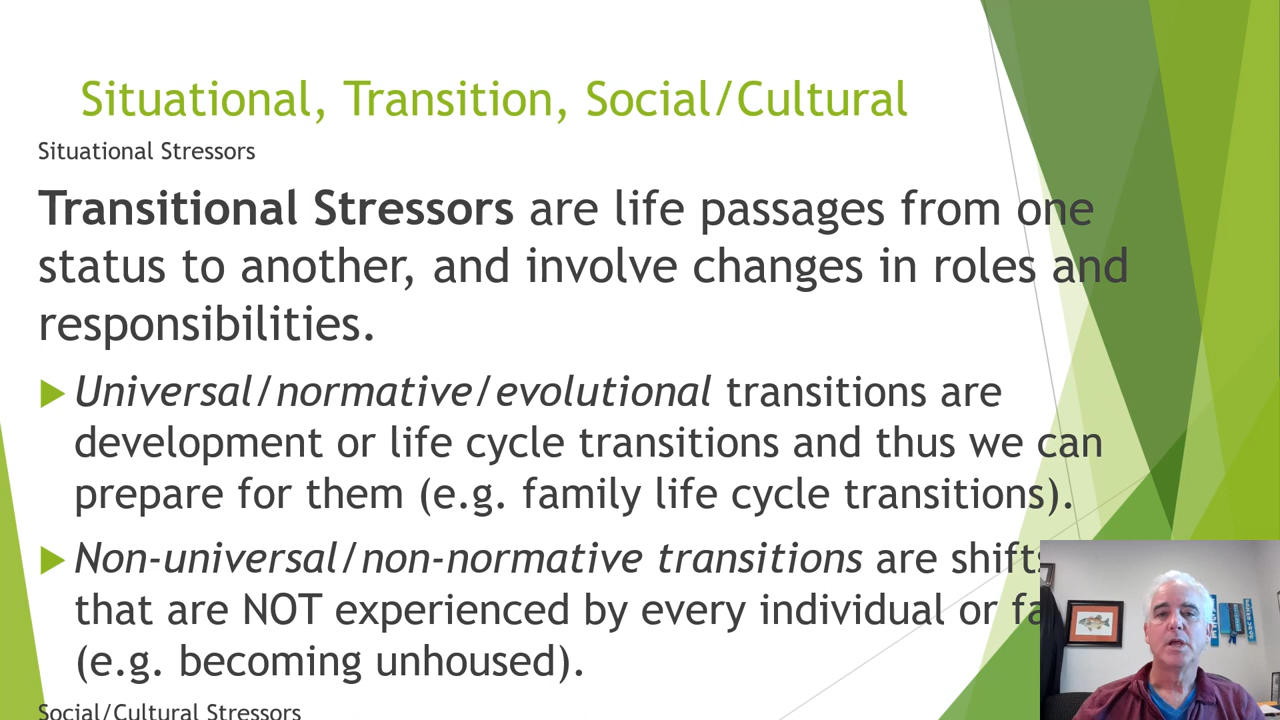 Situational, Transition, Social/Cultural
Situational Stressors
Transitional Stressors are life passages from one
status to another, and involve changes in roles and
responsibilities.
Universal/normative/evolutional transitions are
development or life cycle transitions and thus we can
prepare for them (e.g. family life cycle transitions).
Non-universal/non-normative transitions are shifts
that are NOT experienced by every individual or fa
(e.g. becoming unhoused).
Social/Cultural Stressors